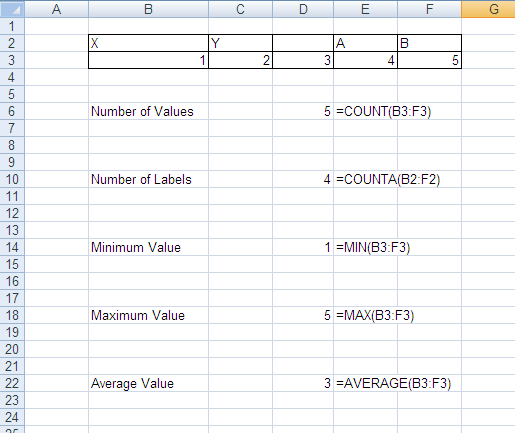 A B C D E F G
1
2 X Y A B
3 1 2 3 4 5
4
5
6 Number of Values 5 =COUNT(B3:F3)
7
8
9
10 Number of Labels 4 =COUNTA(B2:F2)
11
12
13
14 Minimum Value 1 =MIN(B3:F3)
15
16
17
18 Maximum Value 5 =MAX(B3:F3)
19
20
21
22 Average Value 3 =AVERAGE(B3:F3)
23
24
25